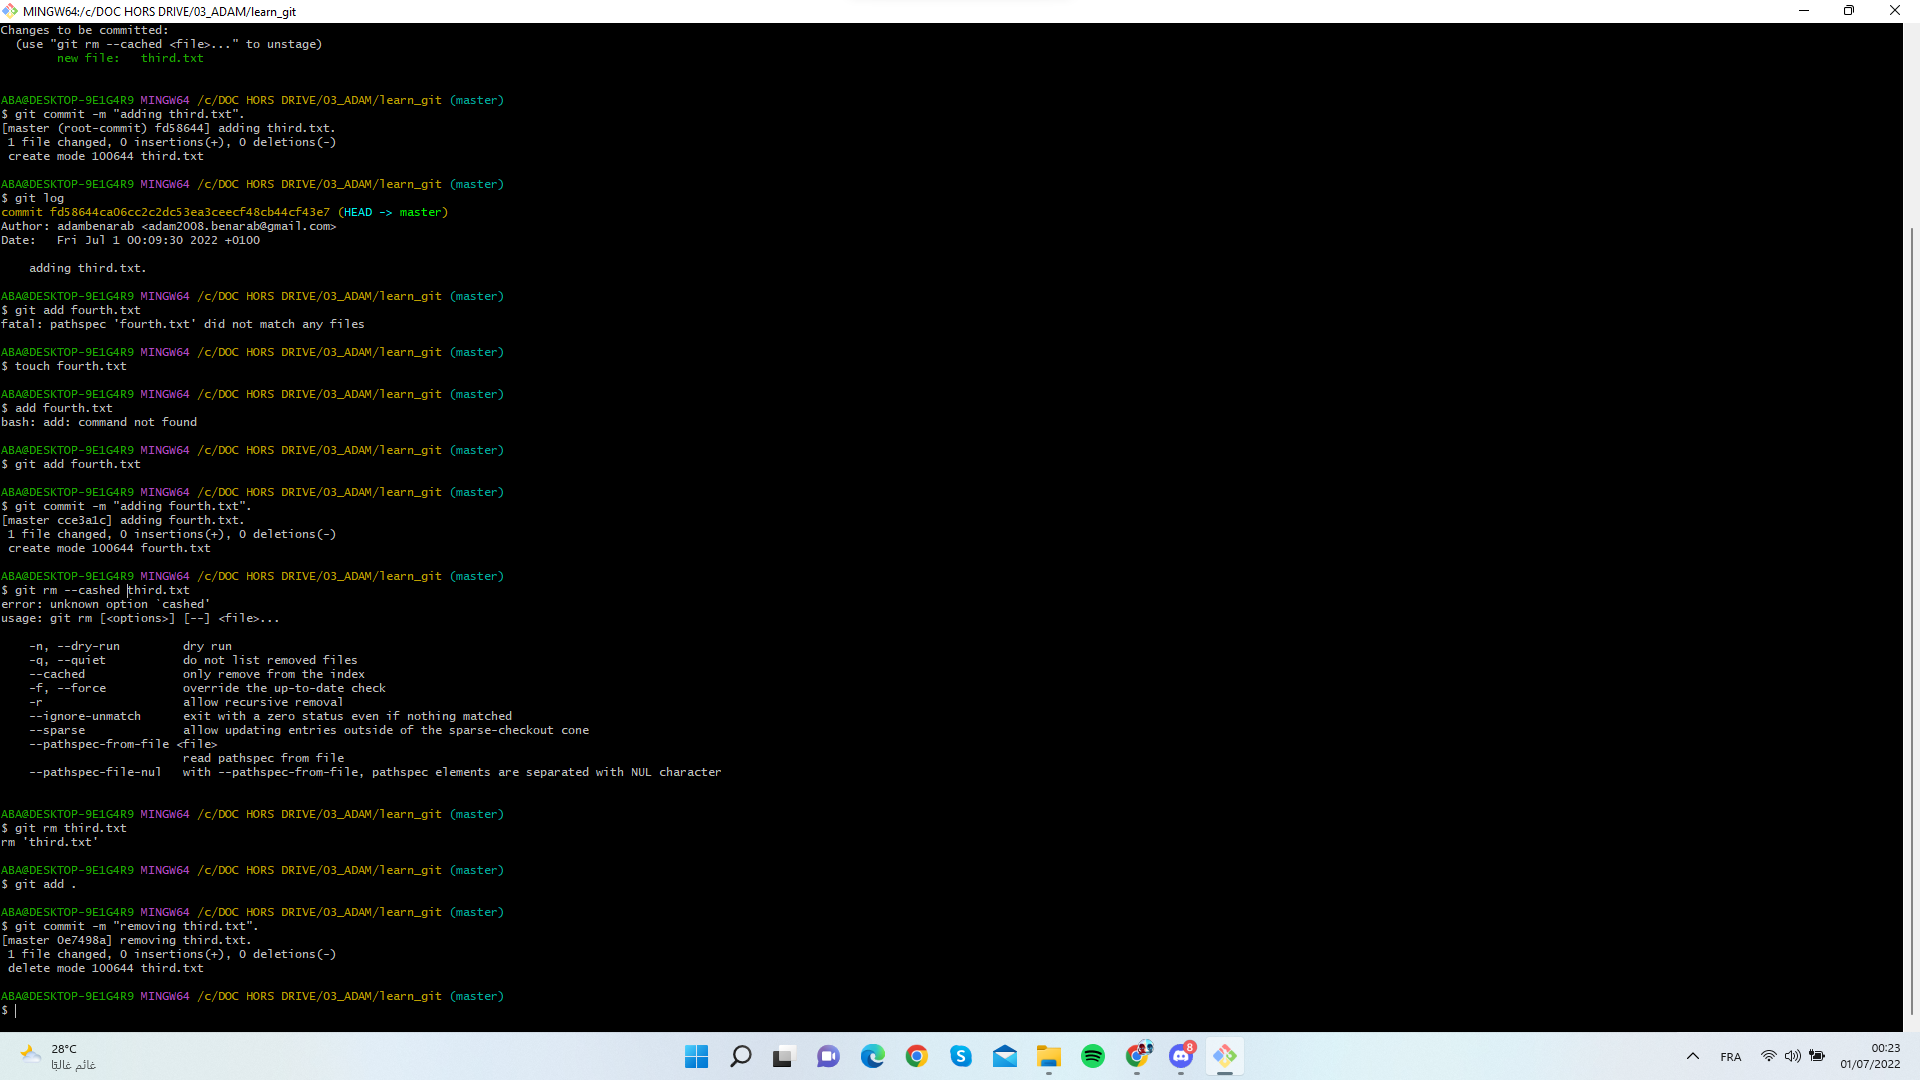 MINGW64:/c/DOC HORS DRIVE/03_ADAM/learn_git
Changes to be committed:
  (use "git rm --cached <file>..." to unstage)
        new file:   third.txt
ABA@DESKTOP-9E1G4R9 MINGW64 /c/DOC HORS DRIVE/03_ADAM/learn_git (master)
$ git commit -m "adding third.txt".
[master (root-commit) fd58644] adding third.txt.
 1 file changed, 0 insertions(+), 0 deletions(-)
 create mode 100644 third.txt
ABA@DESKTOP-9E1G4R9 MINGW64 /c/DOC HORS DRIVE/03_ADAM/learn_git (master)
$ git log
commit fd58644ca06cc2c2dc53ea3ceecf48cb44cf43e7 (HEAD -> master)
Author: adambenarab <adam2008.benarab@gmail.com>
Date:   Fri Jul 1 00:09:30 2022 +0100
    adding third.txt.
ABA@DESKTOP-9E1G4R9 MINGW64 /c/DOC HORS DRIVE/03_ADAM/learn_git (master)
$ git add fourth.txt
fatal: pathspec 'fourth.txt' did not match any files
ABA@DESKTOP-9E1G4R9 MINGW64 /c/DOC HORS DRIVE/03_ADAM/learn_git (master)
$ touch fourth.txt
ABA@DESKTOP-9E1G4R9 MINGW64 /c/DOC HORS DRIVE/03_ADAM/learn_git (master)
$ add fourth.txt
bash: add: command not found
ABA@DESKTOP-9E1G4R9 MINGW64 /c/DOC HORS DRIVE/03_ADAM/learn_git (master)
$ git add fourth.txt
ABA@DESKTOP-9E1G4R9 MINGW64 /c/DOC HORS DRIVE/03_ADAM/learn_git (master)
$ git commit -m "adding fourth.txt".
[master cce3a1c] adding fourth.txt.
 1 file changed, 0 insertions(+), 0 deletions(-)
 create mode 100644 fourth.txt
ABA@DESKTOP-9E1G4R9 MINGW64 /c/DOC HORS DRIVE/03_ADAM/learn_git (master)
$ git rm --cashed third.txt
error: unknown option `cashed'
usage: git rm [<options>] [--] <file>...
    -n, --dry-run         dry run
    -q, --quiet           do not list removed files
    --cached              only remove from the index
    -f, --force           override the up-to-date check
    -r                    allow recursive removal
    --ignore-unmatch      exit with a zero status even if nothing matched
    --sparse              allow updating entries outside of the sparse-checkout cone
    --pathspec-from-file <file>
                          read pathspec from file
    --pathspec-file-nul   with --pathspec-from-file, pathspec elements are separated with NUL character
ABA@DESKTOP-9E1G4R9 MINGW64 /c/DOC HORS DRIVE/03_ADAM/learn_git (master)
$ git rm third.txt
rm 'third.txt'
ABA@DESKTOP-9E1G4R9 MINGW64 /c/DOC HORS DRIVE/03_ADAM/learn_git (master)
$ git add .
ABA@DESKTOP-9E1G4R9 MINGW64 /c/DOC HORS DRIVE/03_ADAM/learn_git (master)
$ git commit -m "removing third.txt".
[master 0e7498a] removing third.txt.
 1 file changed, 0 insertions(+), 0 deletions(-)
 delete mode 100644 third.txt
ABA@DESKTOP-9E1G4R9 MINGW64 /c/DOC HORS DRIVE/03_ADAM/learn_git (master)
$
28°C
غائم غالبًا
8
FRA
00:23
01/07/2022